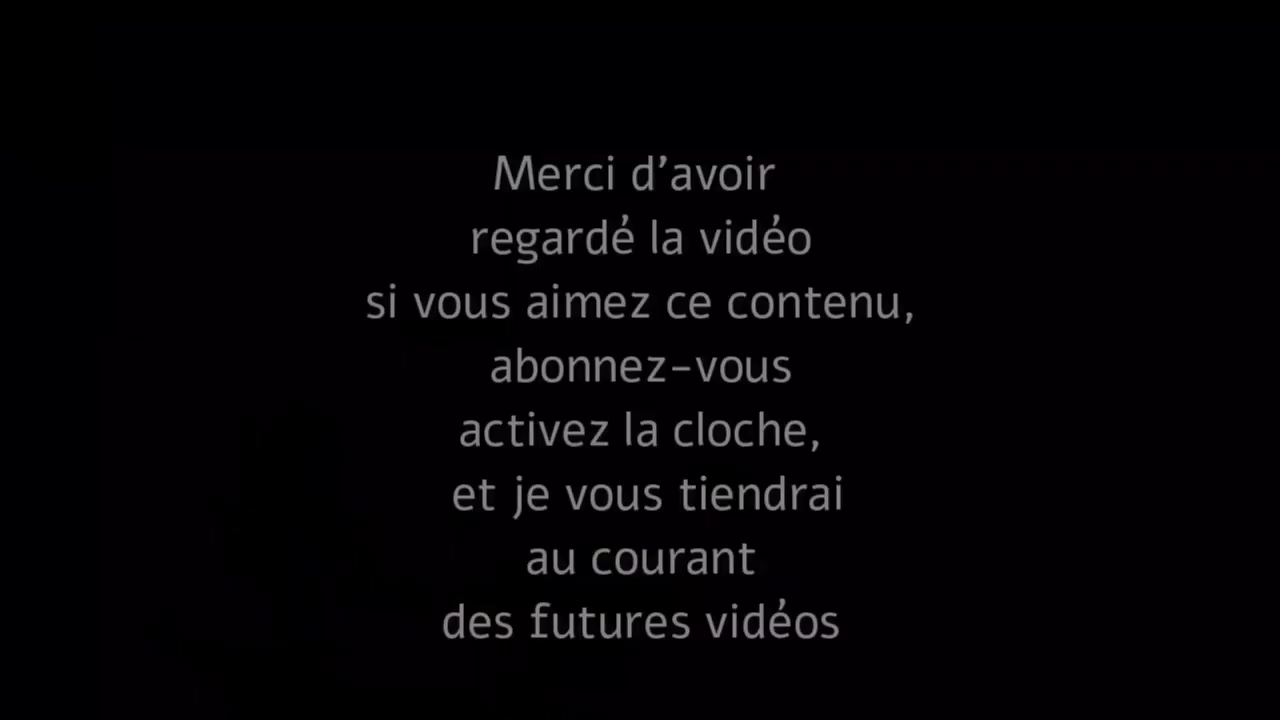 Merci d’avoir
regardé la vidéo
si vous aimez ce contenu,
abonnez-vous
activez la cloche,
et je vous tiendrai
au courant
des futures vidéos